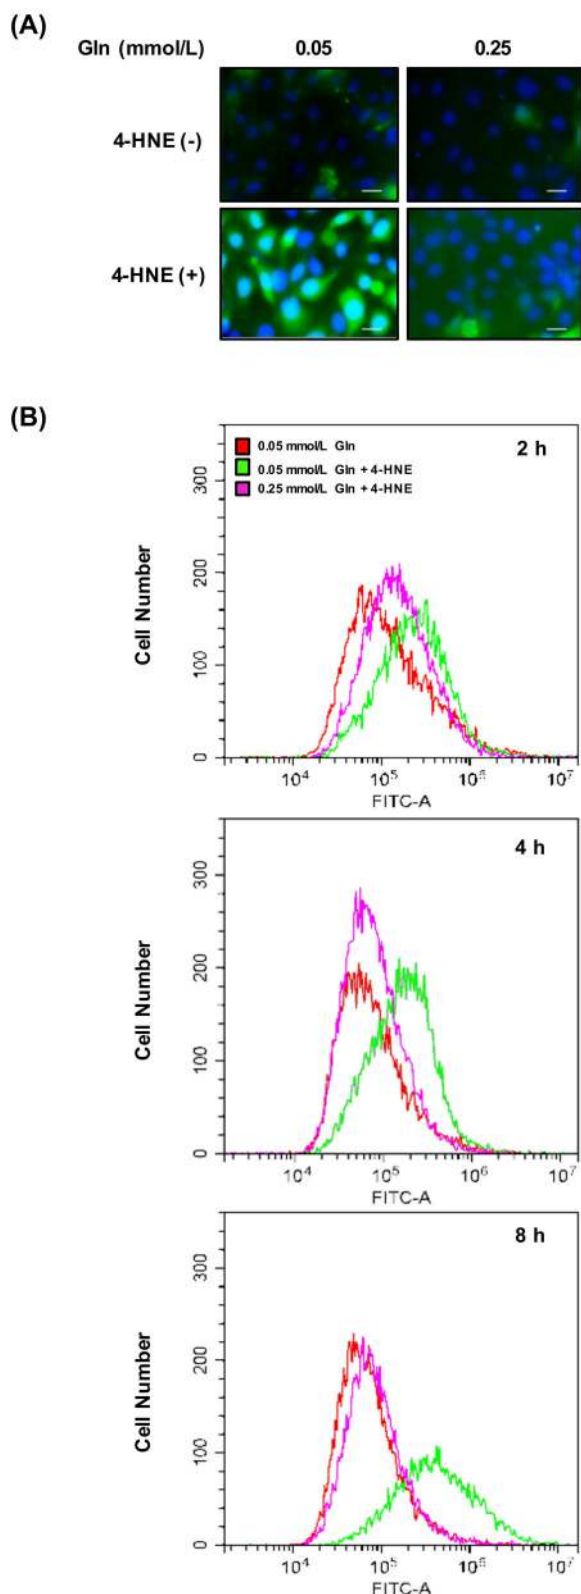 (A)
Gln (mmol/L) 0.05 0.25
4-HNE (-)
4-HNE (+)
(B)
0.05 mmol/L Gln
0.05 mmol/L Gln + 4-HNE
0.25 mmol/L Gln + 4-HNE
2 h
Cell Number
300
200
100
0
10⁴ 10⁵ 10⁶ 10⁷
FITC-A
4 h
Cell Number
300
200
100
0
10⁴ 10⁵ 10⁶ 10⁷
FITC-A
8 h
Cell Number
300
200
100
0
10⁴ 10⁵ 10⁶ 10⁷
FITC-A